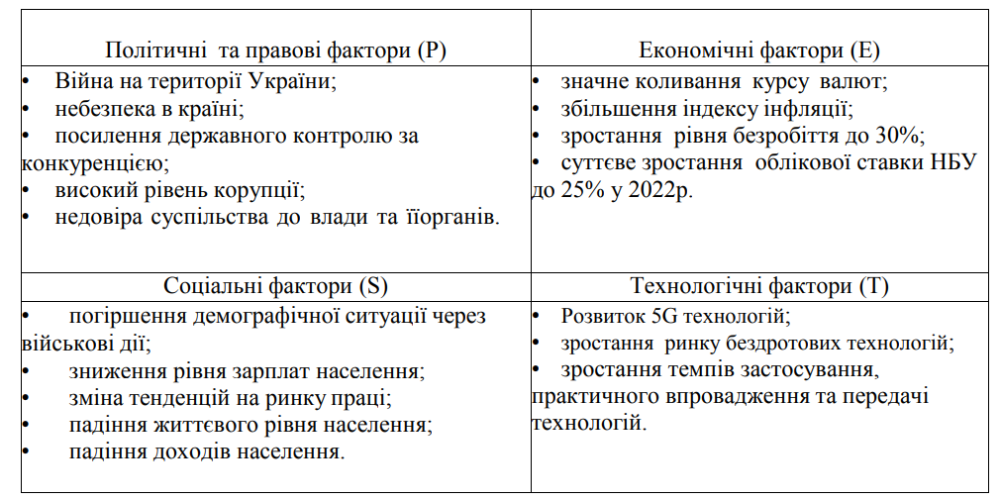 Політичні та правові фактори (P)
• Війна на території України;
• небезпека в країні;
• посилення державного контролю за
конкуренцією;
• високий рівень корупції;
• недовіра суспільства до влади та її́органів.
Економічні фактори (E)
• значне коливання курсу валют;
• збільшення індексу інфляції;
• зростання рівня безробіття до 30%;
• суттєве зростання облікової ставки НБУ
до 25% у 2022р.
Соціальні фактори (S)
• погіршення демографічної ситуації через
військові дії;
• зниження рівня зарплат населення;
• зміна тенденцій на ринку праці;
• падіння життєвого рівня населення;
• падіння доходів населення.
Технологічні фактори (T)
• Розвиток 5G технологій;
• зростання ринку бездротових технологій;
• зростання темпів застосування,
практичного впровадження та передачі
технологій.